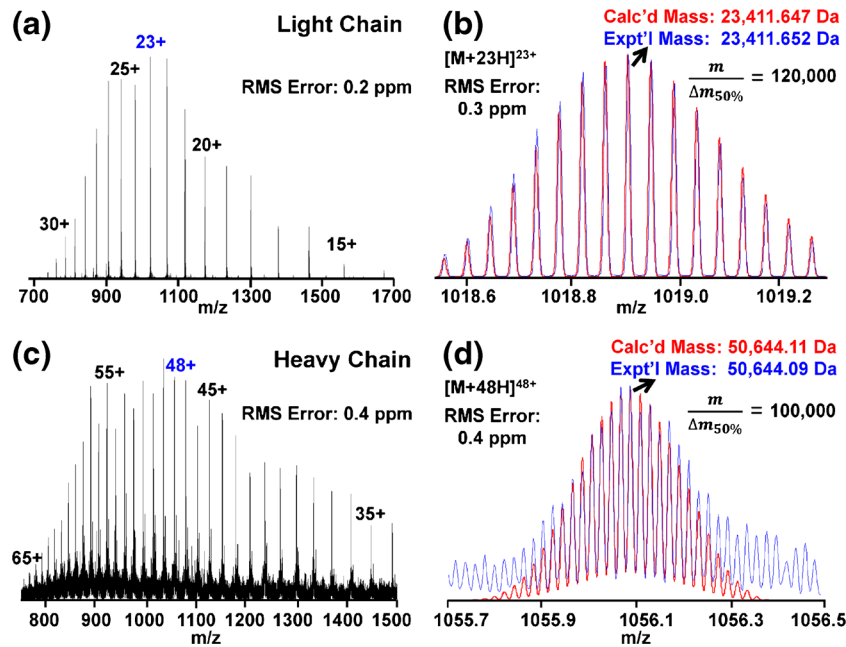 (a)
Light Chain
23+
25+
RMS Error: 0.2 ppm
20+
30+
15+
700 900 1100 1300 1500 1700
m/z
(b)
Calc'd Mass: 23,411.647 Da
Expt'l Mass: 23,411.652 Da
[M+23H]²³⁺
RMS Error:
0.3 ppm
m
Δm50% = 120,000
1018.6 1018.8 1019.0 1019.2
m/z
(c)
Heavy Chain
55+
48+
45+
RMS Error: 0.4 ppm
35+
65+
800 900 1000 1100 1200 1300 1400 1500
m/z
(d)
Calc'd Mass: 50,644.11 Da
Expt'l Mass: 50,644.09 Da
[M+48H]⁴⁸⁺
RMS Error:
0.4 ppm
m
Δm50% = 100,000
1055.7 1055.9 1056.1 1056.3 1056.5
m/z